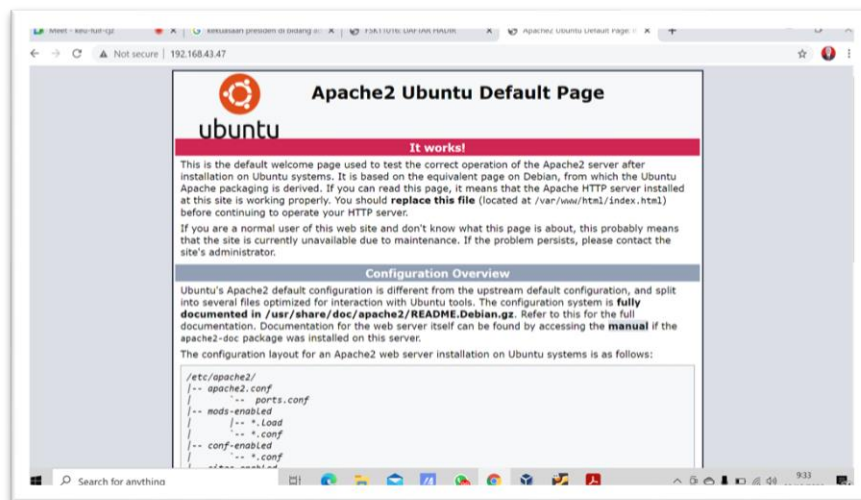 Apache2 Ubuntu Default Page
Not secure | 192.168.43.47
Apache2 Ubuntu Default Page
ubuntu
It works!
This is the default welcome page used to test the correct operation of the Apache2 server after
installation on Ubuntu systems. It is based on the equivalent page on Debian, from which the Ubuntu
Apache packaging is derived. If you can read this page, it means that the Apache HTTP server installed
at this site is working properly. You should replace this file (located at /var/www/html/index.html)
before continuing to operate your HTTP server.
If you are a normal user of this web site and don't know what this page is about, this probably means
that the site is currently unavailable due to maintenance. If the problem persists, please contact the
site's administrator.
Configuration Overview
Ubuntu's Apache2 default configuration is different from the upstream default configuration, and split
into several files optimized for interaction with Ubuntu tools. The configuration system is fully
documented in /usr/share/doc/apache2/README.Debian.gz. Refer to this for the full
documentation. Documentation for the web server itself can be found by accessing the manual if the
apache2-doc package was installed on this server.
The configuration layout for an Apache2 web server installation on Ubuntu systems is as follows:
/etc/apache2/
|-- apache2.conf
|       `--  ports.conf
|-- mods-enabled
|       |-- *.load
|       `-- *.conf
|-- conf-enabled
|       `-- *.conf
Search for anything
9:33